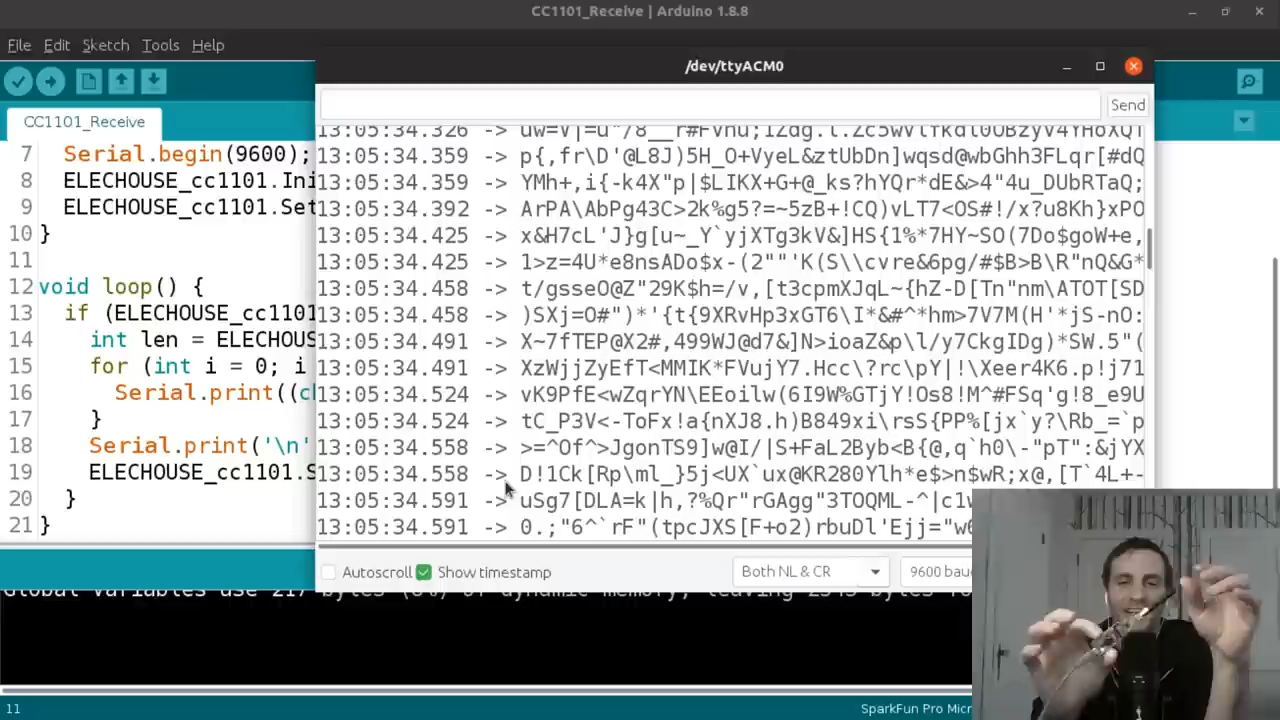 CC1101_Receive | Arduino 1.8.8
File Edit Sketch Tools Help
/dev/ttyACM0
CC1101_Receive
Send
7 Serial.begin(9600);
8 ELECHOUSE_cc1101.Ini
9 ELECHOUSE_cc1101.Set
10 }
11
12 void loop() {
13 if (ELECHOUSE_cc1101
14 int len = ELECHOUSE
15 for (int i = 0; i
16 Serial.print((ch
17 }
18 Serial.print('\n'
19 ELECHOUSE_cc1101.S
20 }
21 }
13:05:34.326 ->
13:05:34.359 -> p{,fr\D'@L8J)5H_O+VyeL&ztUbDn]wqsd@wbGhh3FLqr[#dQ
13:05:34.359 -> YMh+,i{-k4X"p|$LIKX+G+@_ks?hYQr*dE&>4"4u_DUbRTaQ;
13:05:34.392 -> ArPA\AbPg43C>2k%g5?=~5zB+!CQ)vLT7<OS#!/x?u8Kh}xPO
13:05:34.425 -> x&H7cL'J}g[u~_Y`yjXTg3kV&]HS{1%*7HY~SO(7Do$goW+e,
13:05:34.425 -> 1>z=4U*e8nsADo$x-(2""'K(S\\cvre&6pg/#$B>B\R"nQ&G*
13:05:34.458 -> t/gsseO@Z"29K$h=/v,[t3cpmXJqL~{hZ-D[Tn"nm\ATOT[SD
13:05:34.458 -> )SXj=O#")*'{t{9XRvHp3xGT6\I*&#^*hm>7V7M(H'*jS-nO:
13:05:34.491 -> X~7fTEP@X2#,499WJ@d7&]N>ioaZ&p\l/y7CkgIDg)*SW.5"(
13:05:34.491 -> XzWjjZyEfT<MMIK*FVujY7.Hcc\?rc\pY|!\Xeer4K6.p!j71
13:05:34.524 -> vK9PfE<wZqrYN\EEoilw(6I9W%GTjY!Os8!M^#FSq'g!8_e9U
13:05:34.524 -> tC_P3V<-ToFx!a{nXJ8.h)B849xi\rsS{PP%[jx`y?\Rb_=`p
13:05:34.558 -> >=^Of^>JgonTS9]w@I/|S+FaL2Byb<B{@,q`h0\-"pT":&jYX
13:05:34.558 -> D!1Ck[Rp\ml_}5j<UX`ux@KR280Ylh*e$>n$wR;x@,[T`4L+-
13:05:34.591 -> uSg7[DLA=k|h,?%Qr"rGAgg"3TOQML-^|c1w
13:05:34.591 -> 0.;"6^`rF"(tpcJXS[F+o2)rbuDl'Ejj="w6
Autoscroll Show timestamp Both NL & CR 9600 baud
11 SparkFun Pro Micr